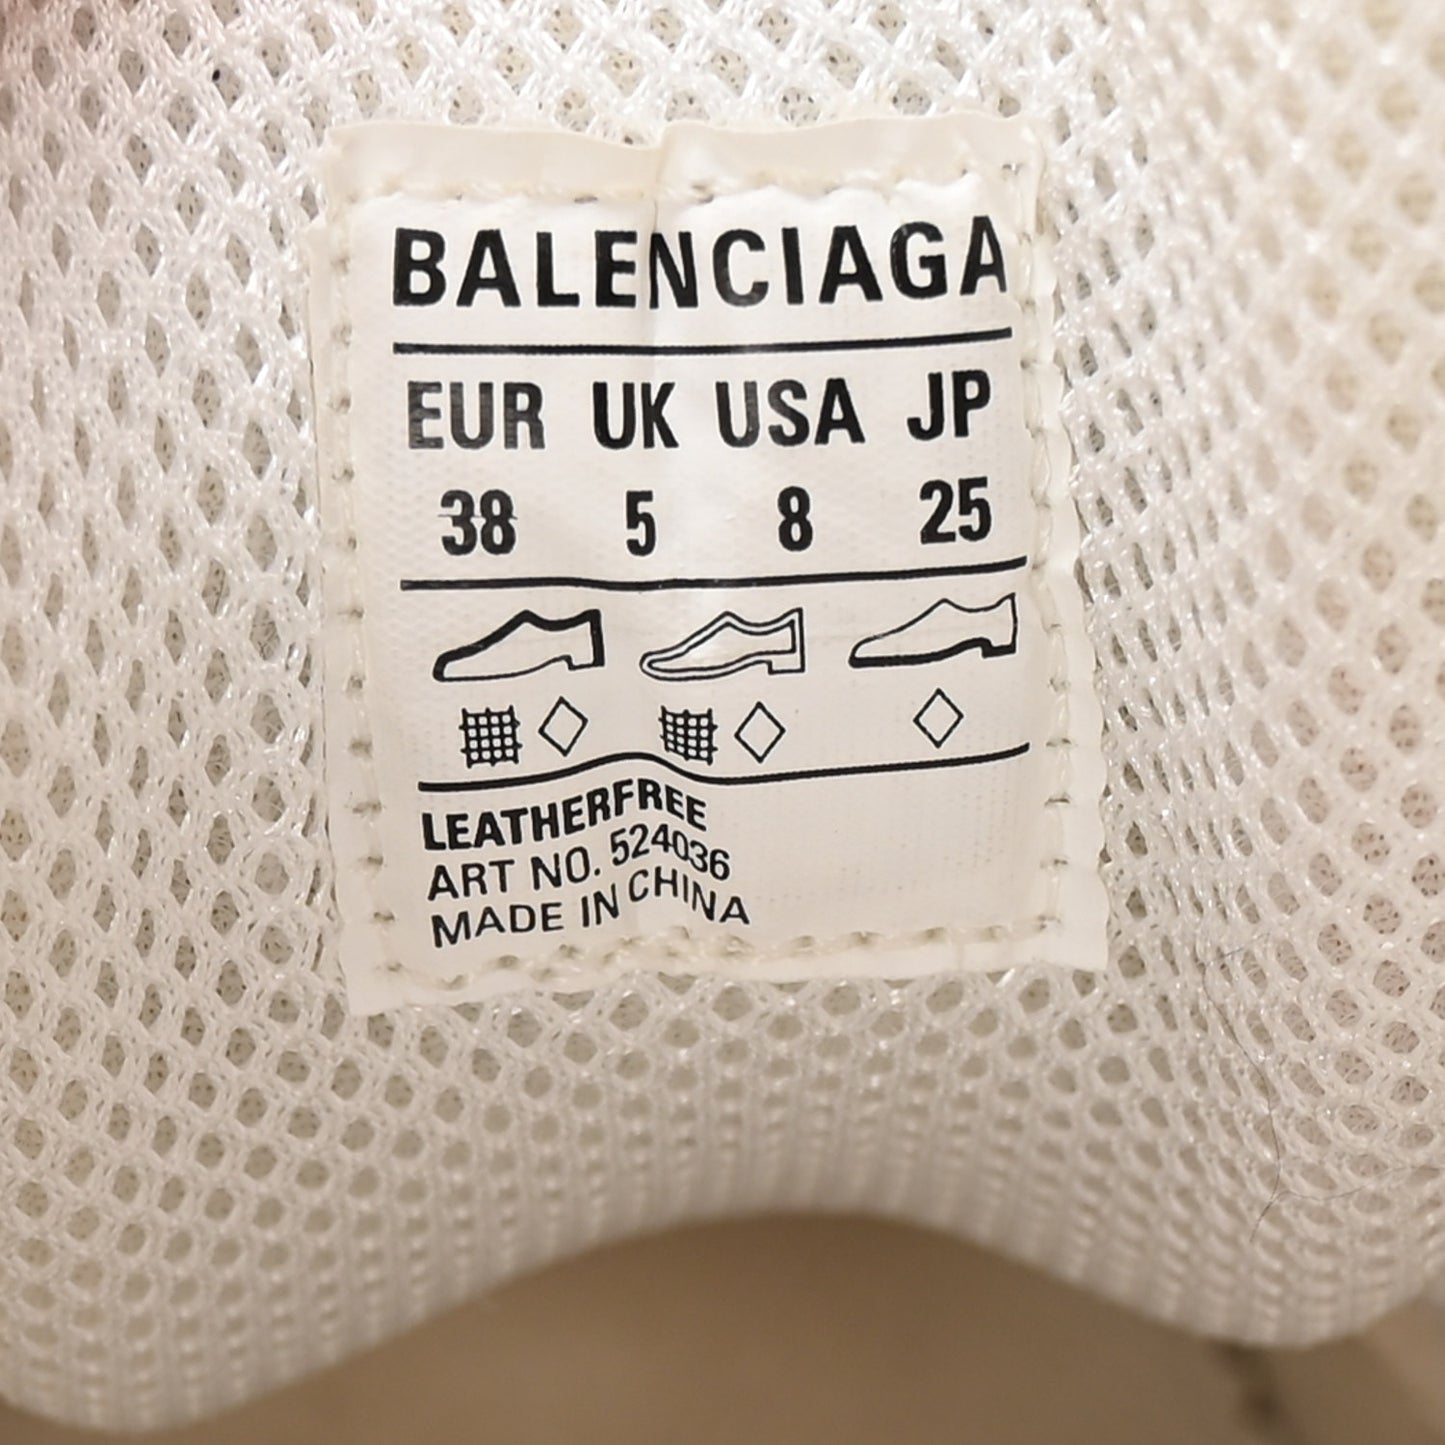 BALENCIAGA
EUR UK USA JP
38 5 8 25
LEATHERFREE
ART NO. 524036
MADE IN CHINA